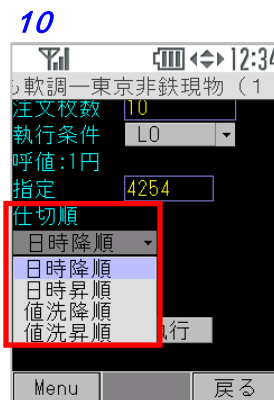 10
12:34
も軟調―東京非鉄現物（1
注文枚数 10
執行条件 LO
呼値:1円
指定 4254
仕切順
日時降順
日時降順
日時昇順
値洗降順
値洗昇順
行
Menu 戻る